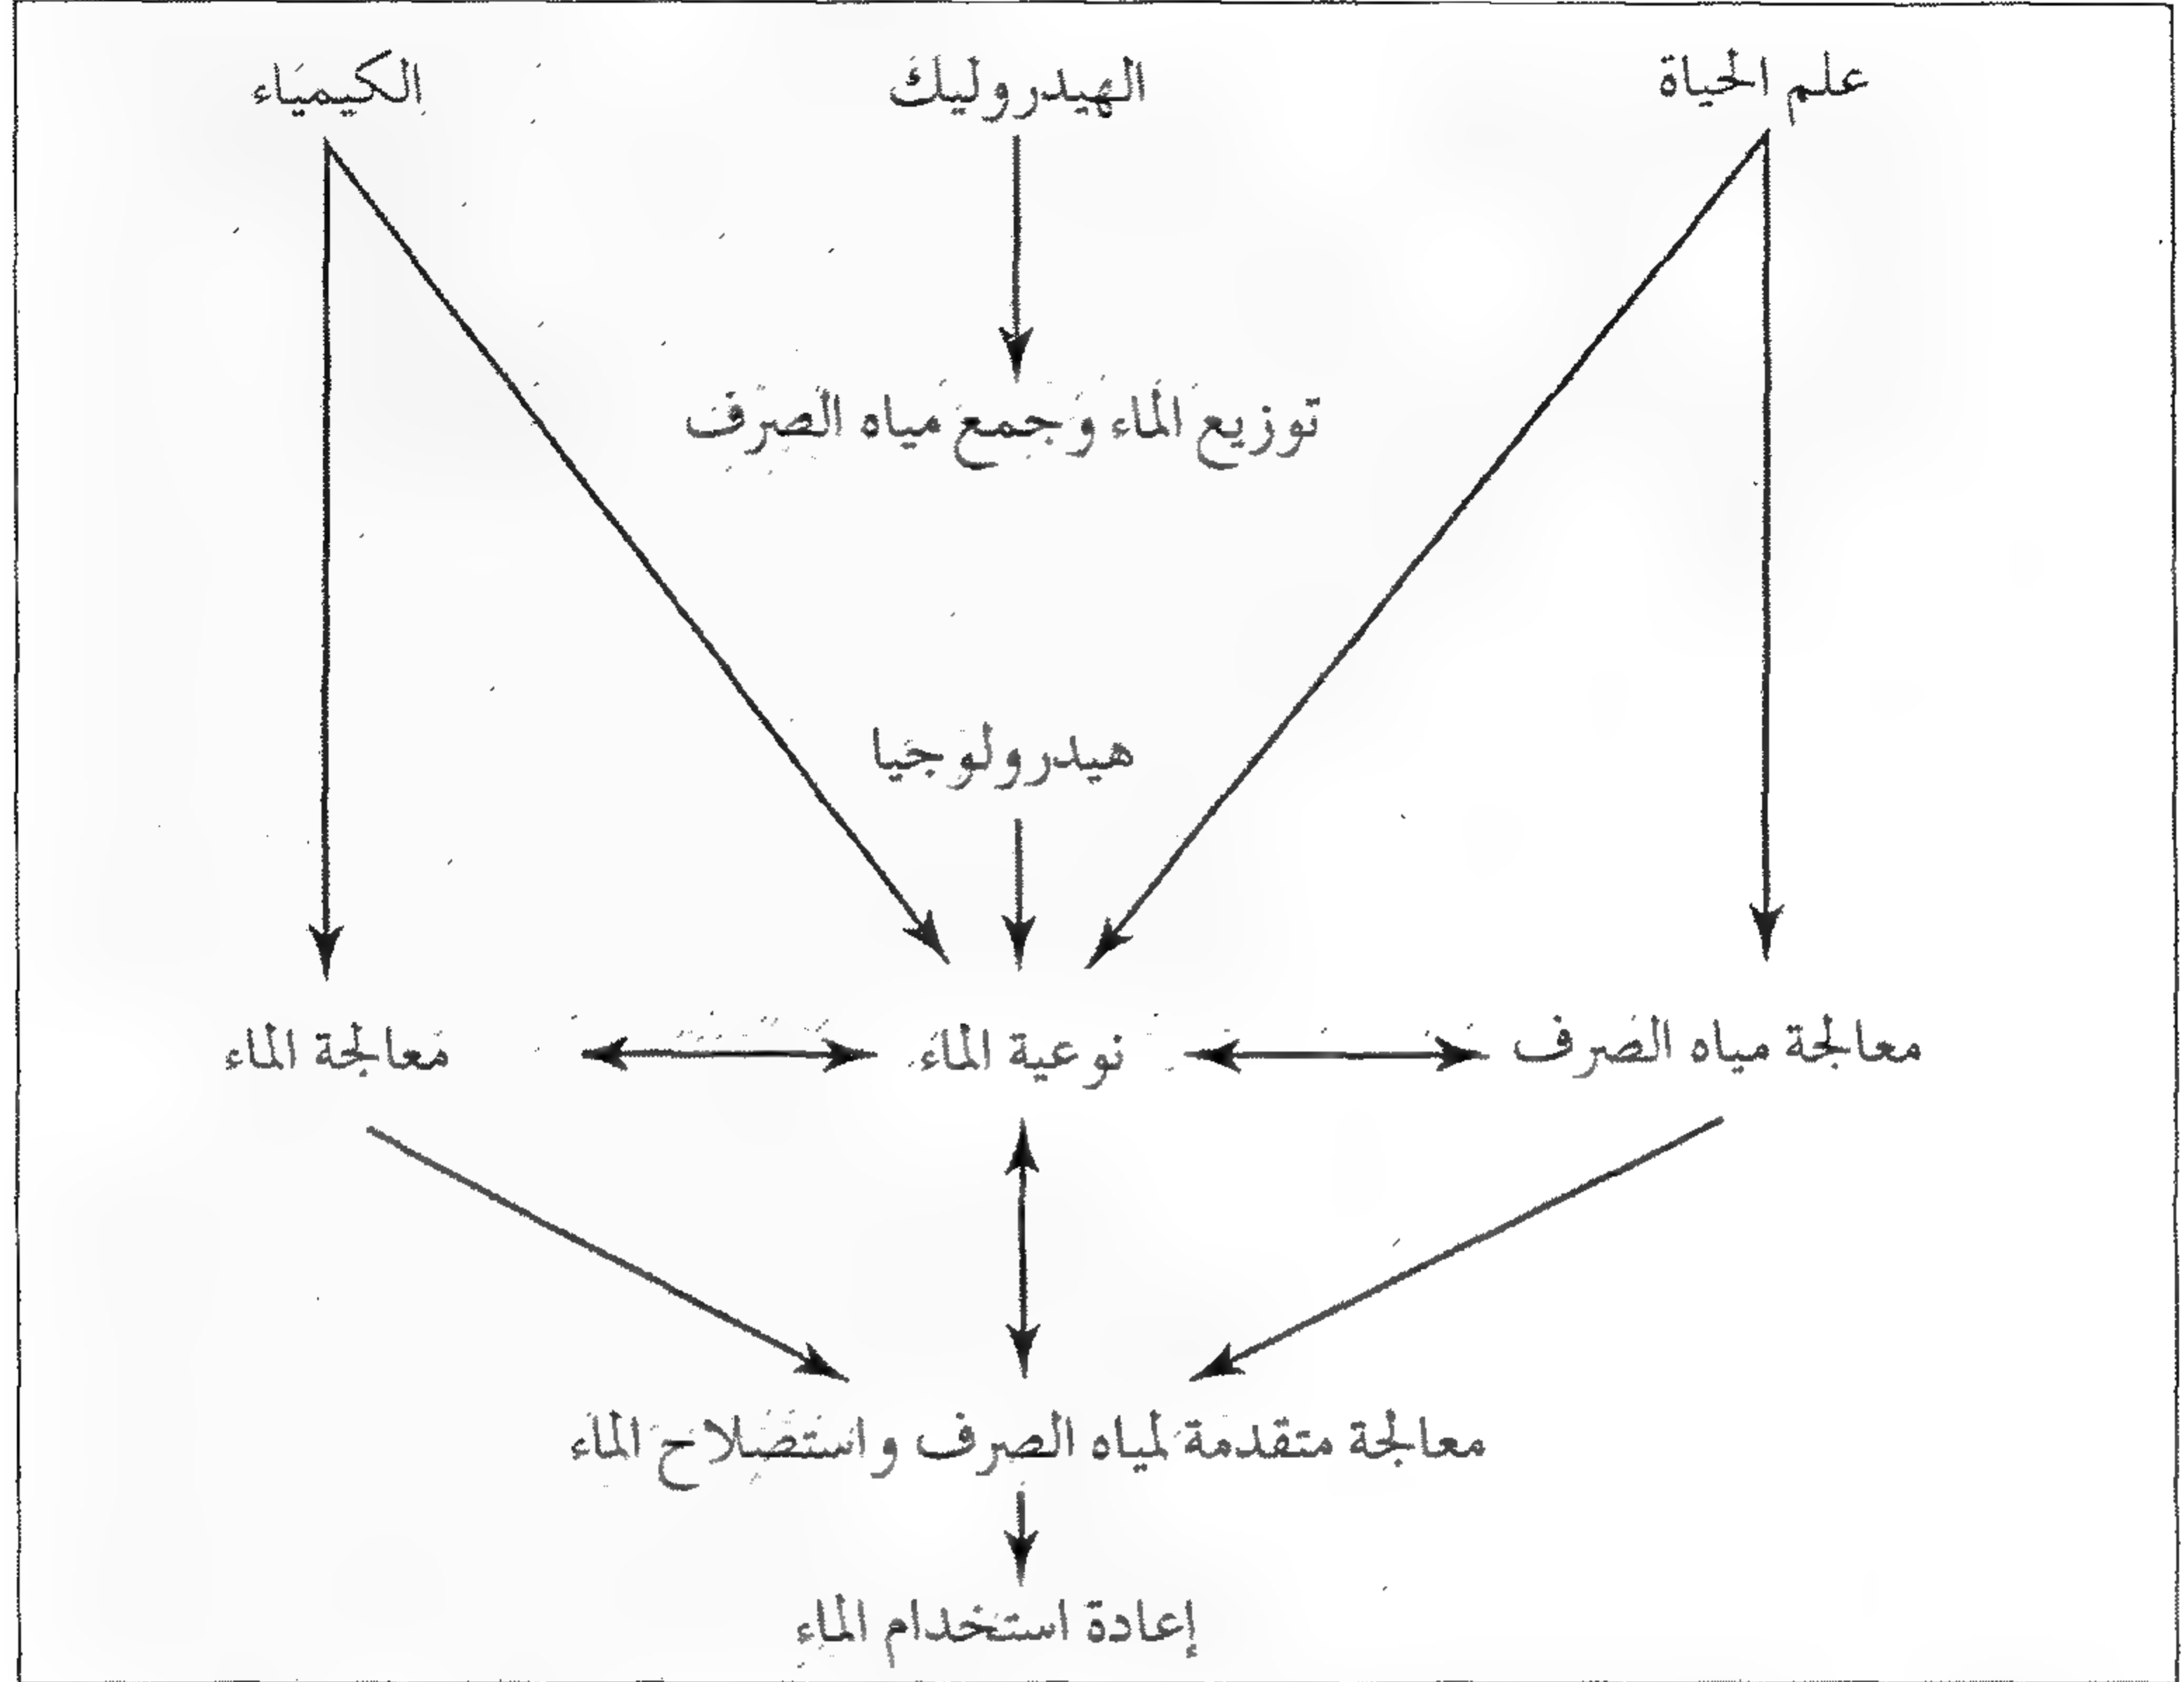 علم الحياة
الهيدروليك
الكيمياء
توزيع الماء وجمع مياه الصرف
هيدرولوجيا
معالجة مياه الصرف
نوعية الماء
معالجة الماء
معالجة متقدمة لمياه الصرف واستصلاح الماء
إعادة استخدام الماء